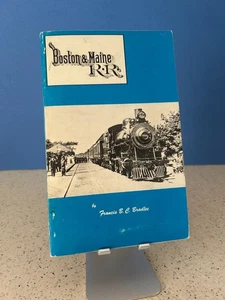 Boston & Maine
R.R.
by
Francis B. C. Bradlee